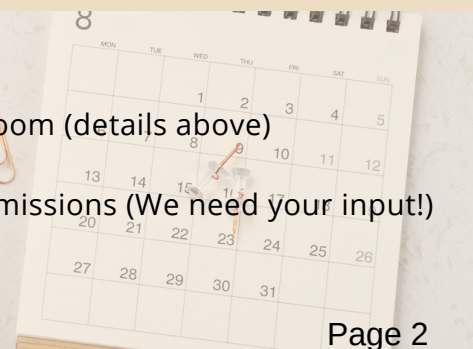 8
MON TUE WED THU FRI SAT SUN
1 2 3 4 5
oom (details above)
7 8 9 10 11 12
13 14 15 16 17 18
missions (We need your input!)
20 21 22 23 24 25 26
27 28 29 30 31
Page 2